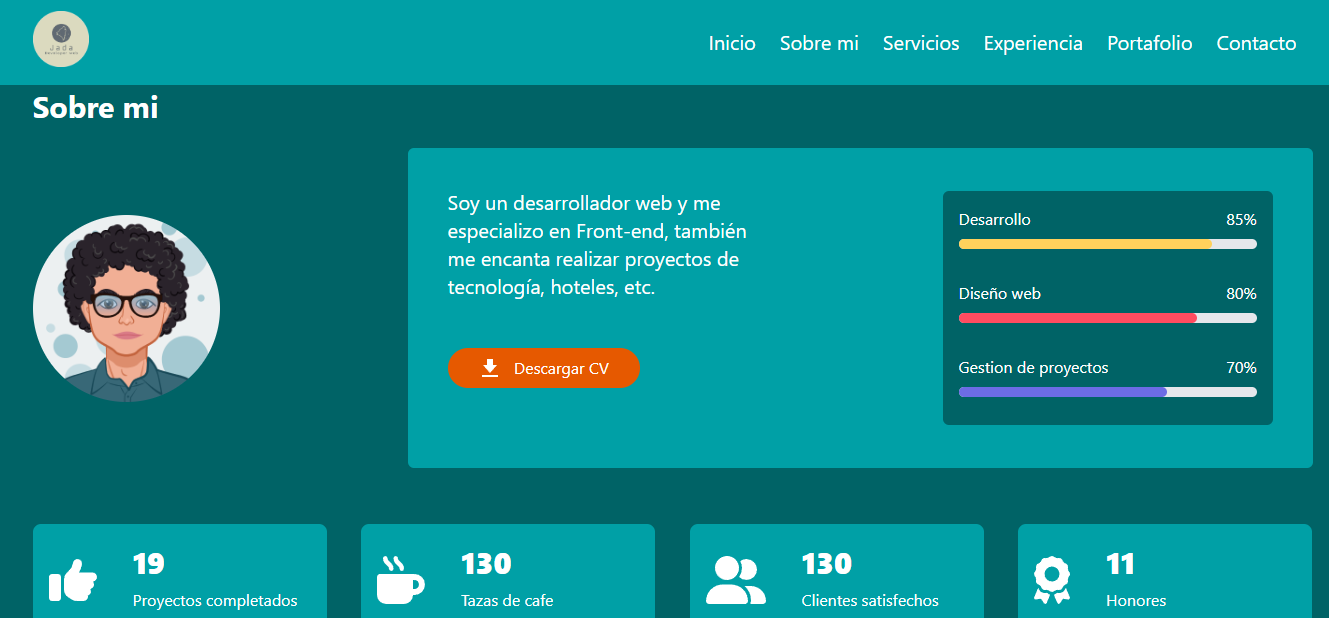 Jada
Inicio Sobre mi Servicios Experiencia Portafolio Contacto
Sobre mi
Soy un desarrollador web y me
especializo en Front-end, también
me encanta realizar proyectos de
tecnología, hoteles, etc.
Descargar CV
Desarrollo 85%
Diseño web 80%
Gestion de proyectos 70%
19
Proyectos completados
130
Tazas de cafe
130
Clientes satisfechos
11
Honores